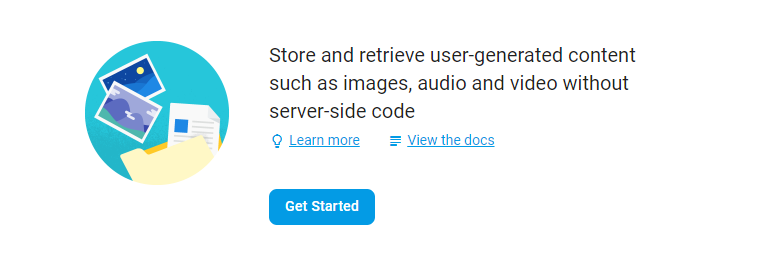 Store and retrieve user-generated content
such as images, audio and video without
server-side code
Learn more View the docs
Get Started